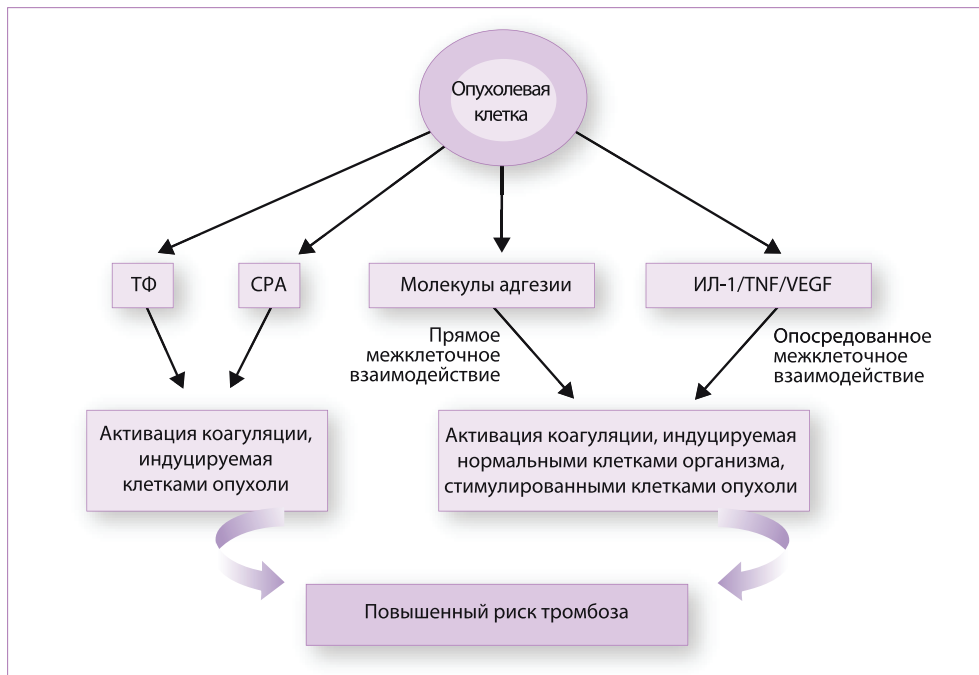 Опухолевая
клетка
ТФ
СРА
Молекулы адгезии
ИЛ-1/TNF/VEGF
Прямое
межклеточное
взаимодействие
Опосредованное
межклеточное
взаимодействие
Активация коагуляции,
индуцируемая
клетками опухоли
Активация коагуляции, индуцируемая
нормальными клетками организма,
стимулированными клетками опухоли
Повышенный риск тромбоза